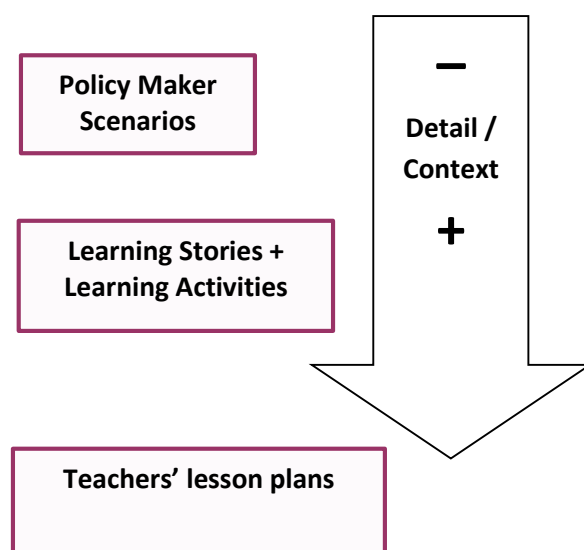 Policy Maker
Scenarios
–
Detail /
Context
+
Learning Stories +
Learning Activities
Teachers’ lesson plans